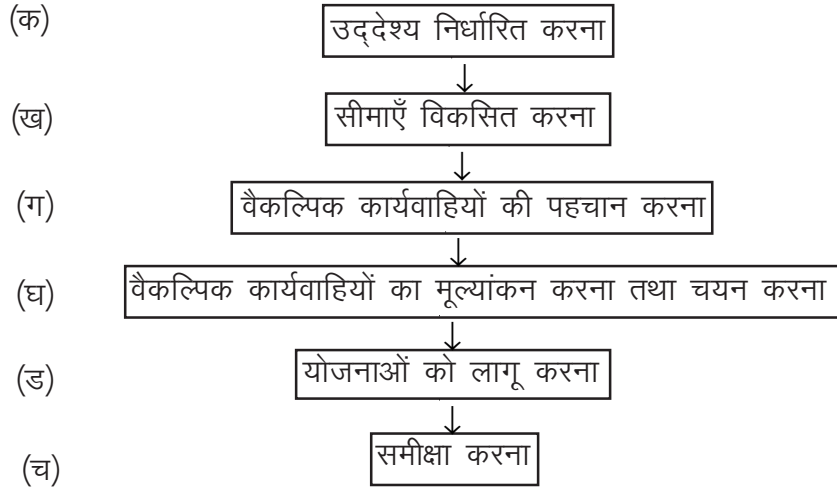 (क) उद्‌देश्य निर्धारित करना
(ख) सीमाएँ विकसित करना
(ग) वैकल्पिक कार्यवाहियों की पहचान करना
(घ) वैकल्पिक कार्यवाहियों का मूल्यांकन करना तथा चयन करना
(ड) योजनाओं को लागू करना
(च) समीक्षा करना